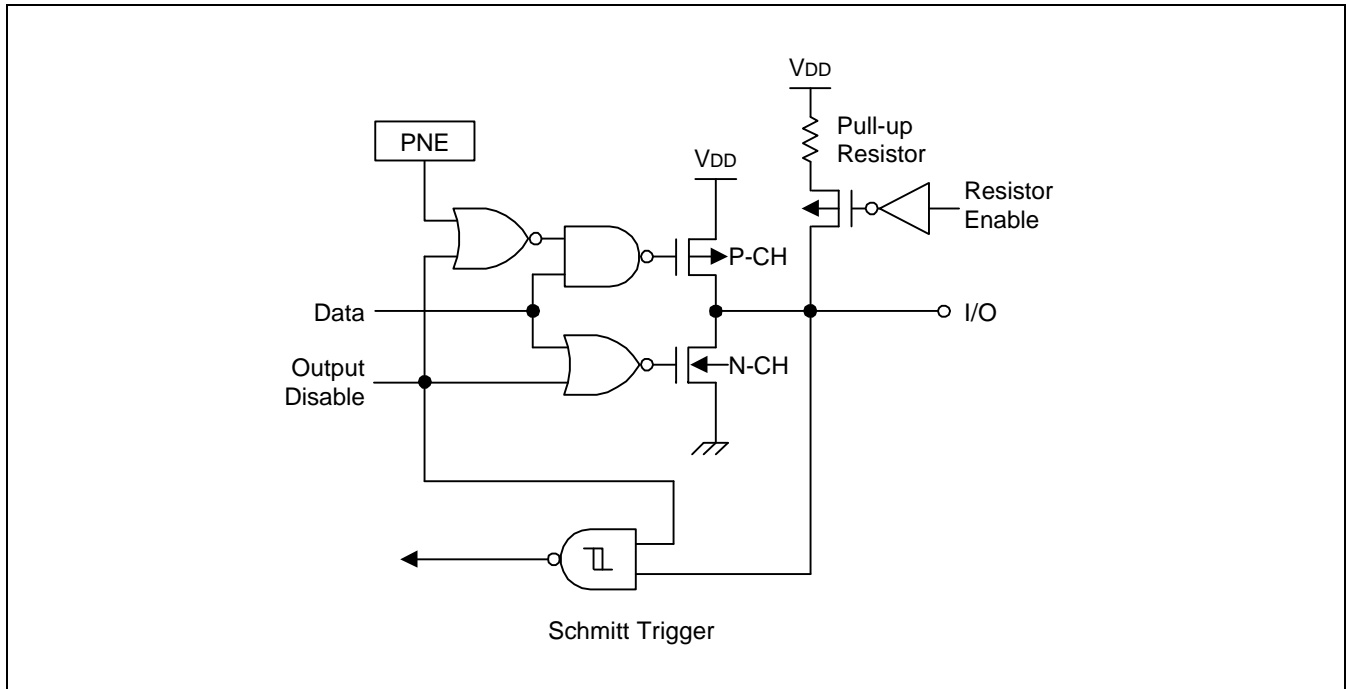 VDD
Pull-up
Resistor
PNE
VDD
Resistor
Enable
P-CH
Data
I/O
Output
Disable
N-CH
Schmitt Trigger